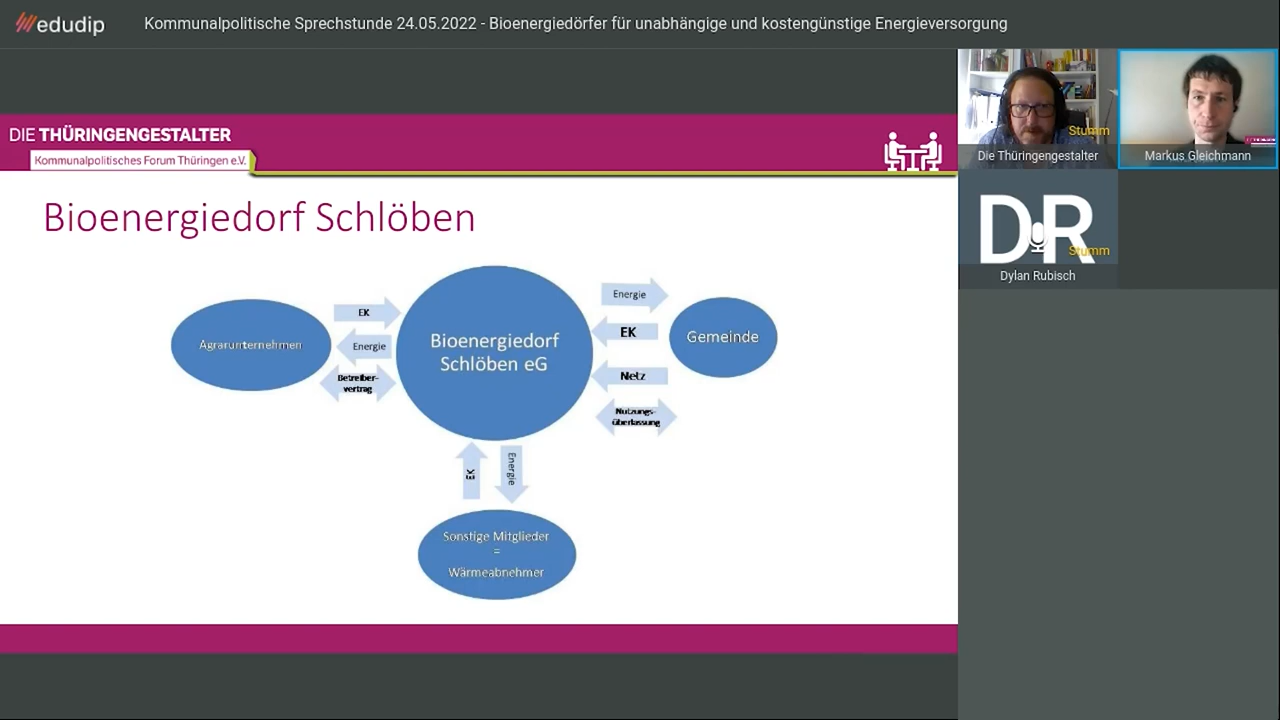 edudip
Kommunalpolitische Sprechstunde 24.05.2022 - Bioenergiedörfer für unabhängige und kostengünstige Energieversorgung
DIE THÜRINGENGESTALTER
Kommunalpolitisches Forum Thüringen e.V.
Bioenergiedorf Schlöben
Agrarunternehmen
EK
Energie
Betreiber-
vertrag
Bioenergiedorf
Schlöben eG
Energie
EK
Netz
Nutzungs-
überlassung
Gemeinde
EK
Energie
Sonstige Mitglieder
=
Wärmeabnehmer
Stumm
Die Thüringengestalter
Markus Gleichmann
DR
Stumm
Dylan Rubisch